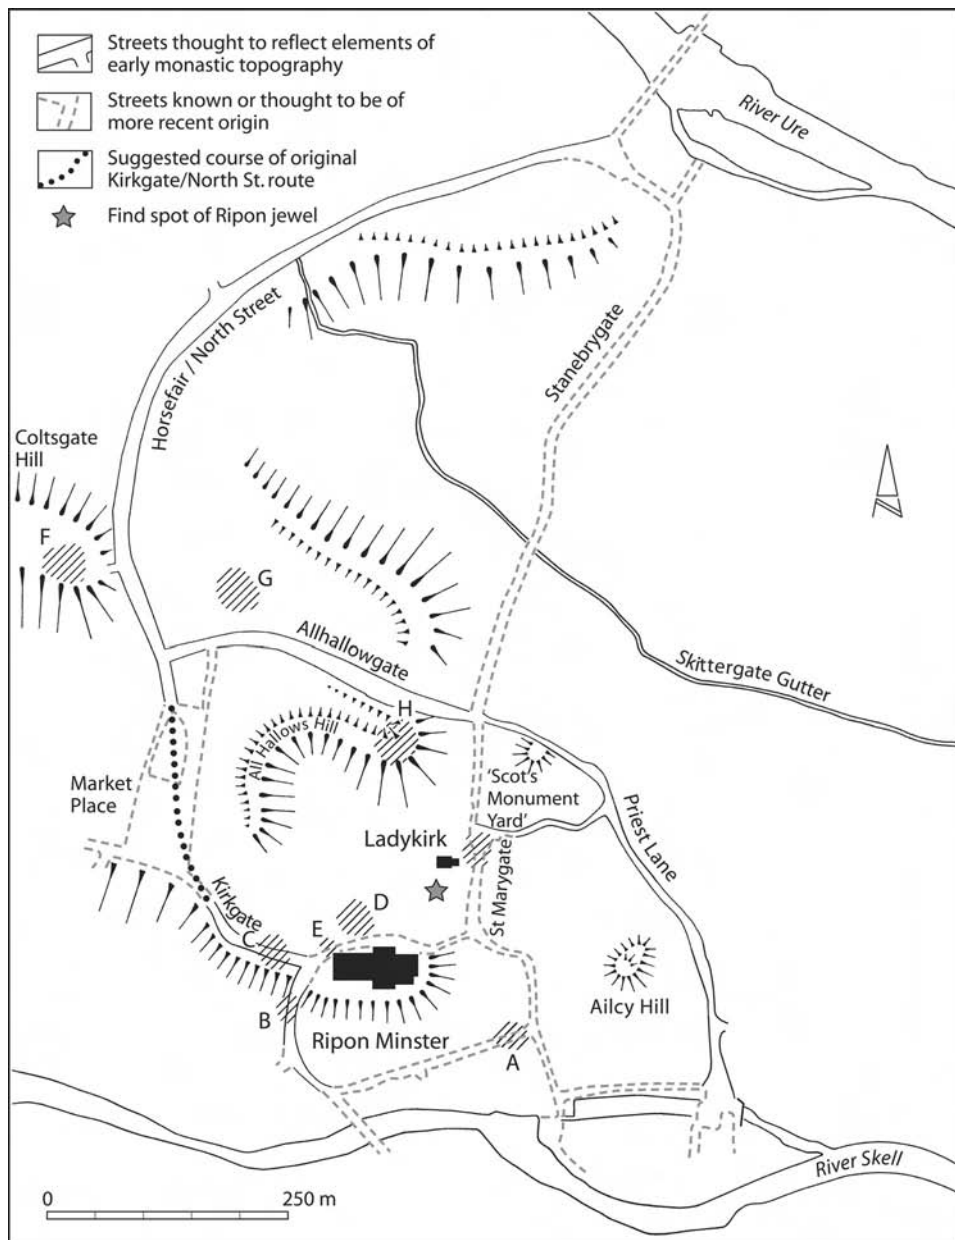 Streets thought to reflect elements of
early monastic topography
Streets known or thought to be of
more recent origin
Suggested course of original
Kirkgate/North St. route
Find spot of Ripon jewel
River Ure
Horsefair / North Street
Stanebrygate
Coltsgate
Hill
F
G
Allhallowgate
Skittergate Gutter
H
All Hallows Hill
Market
Place
'Scot's
Monument
Yard'
Priest Lane
Ladykirk
St Marygate
Kirkgate
D
E
C
B
Ripon Minster
A
Ailcy Hill
River Skell
0
250 m
N